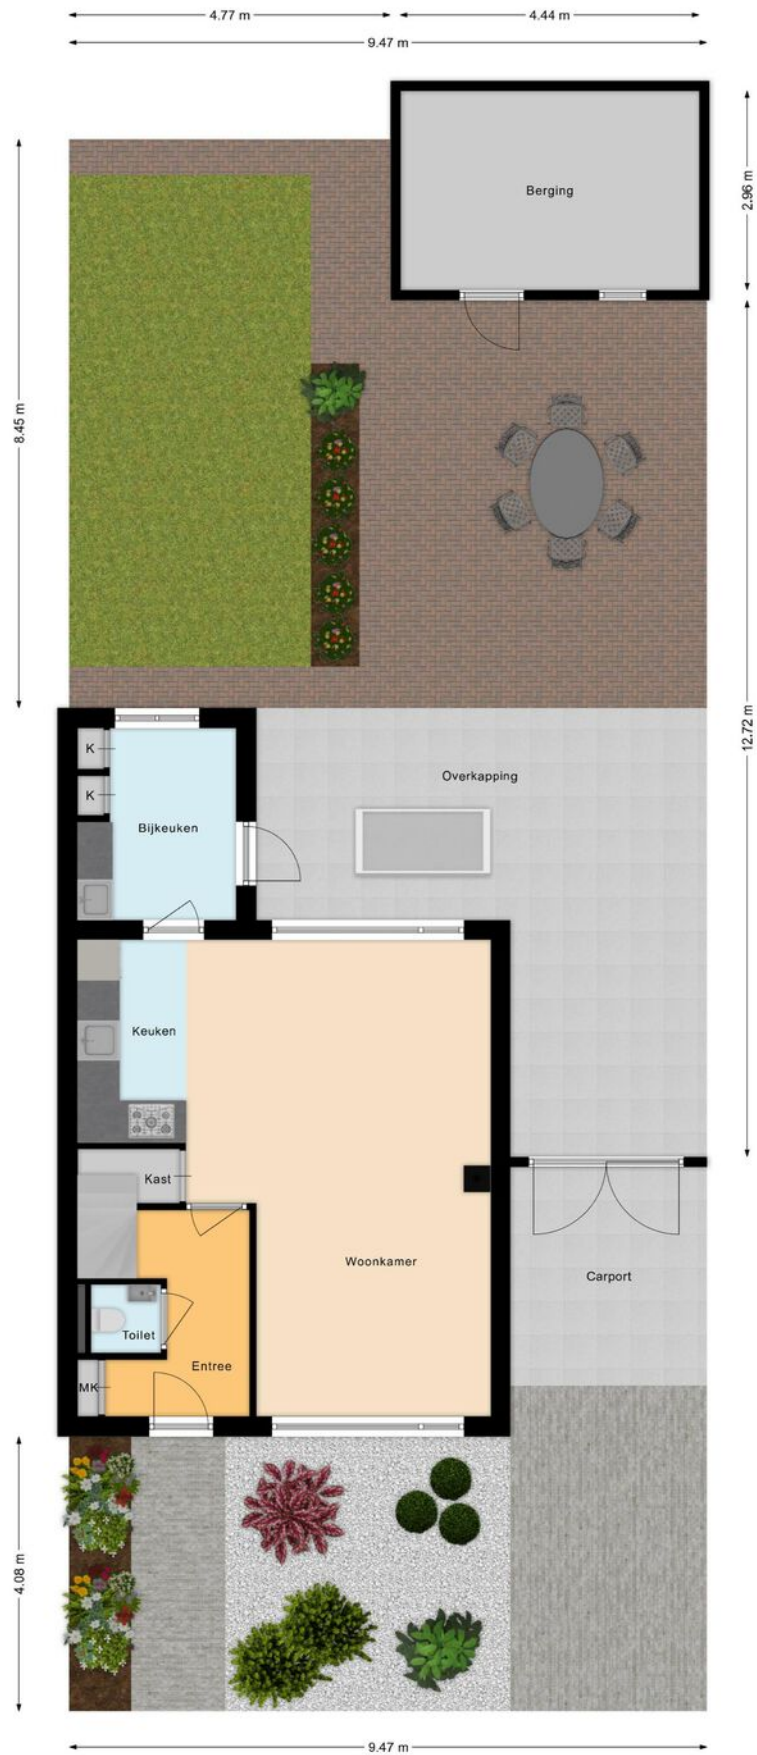 4.77 m
4.44 m
9.47 m
2.96 m
Berging
8.45 m
12.72 m
K
Overkapping
K
Bijkeuken
Keuken
Kast
Woonkamer
Carport
Toilet
Entree
MK
4.08 m
9.47 m